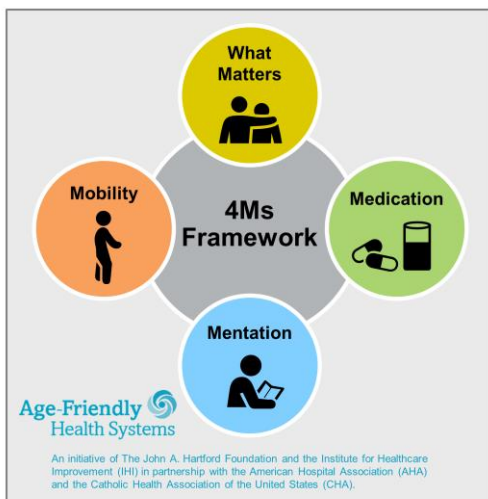 What
Matters
Mobility
4Ms
Framework
Medication
Mentation
Age-Friendly
Health Systems
An initiative of The John A. Hartford Foundation and the Institute for Healthcare
Improvement (IHI) in partnership with the American Hospital Association (AHA)
and the Catholic Health Association of the United States (CHA).